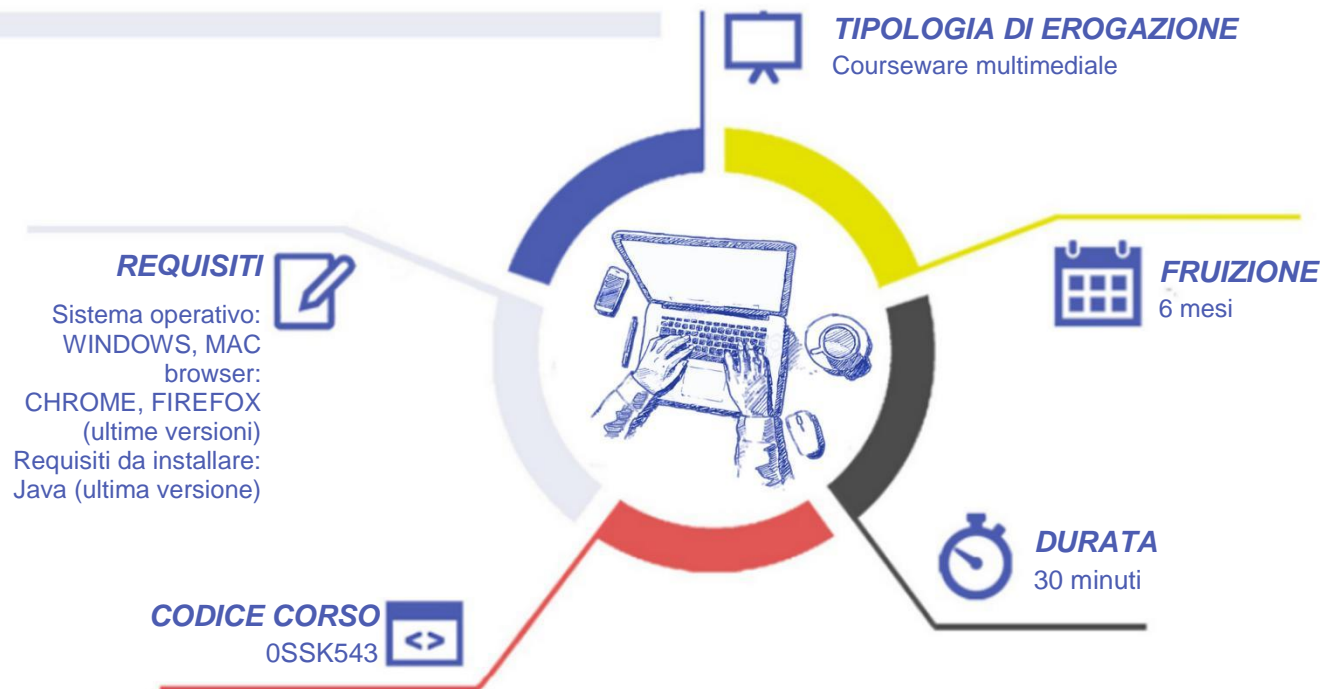 TIPOLOGIA DI EROGAZIONE
Courseware multimediale
REQUISITI
Sistema operativo:
WINDOWS, MAC
browser:
CHROME, FIREFOX
(ultime versioni)
Requisiti da installare:
Java (ultima versione)
FRUIZIONE
6 mesi
DURATA
30 minuti
CODICE CORSO
0SSK543